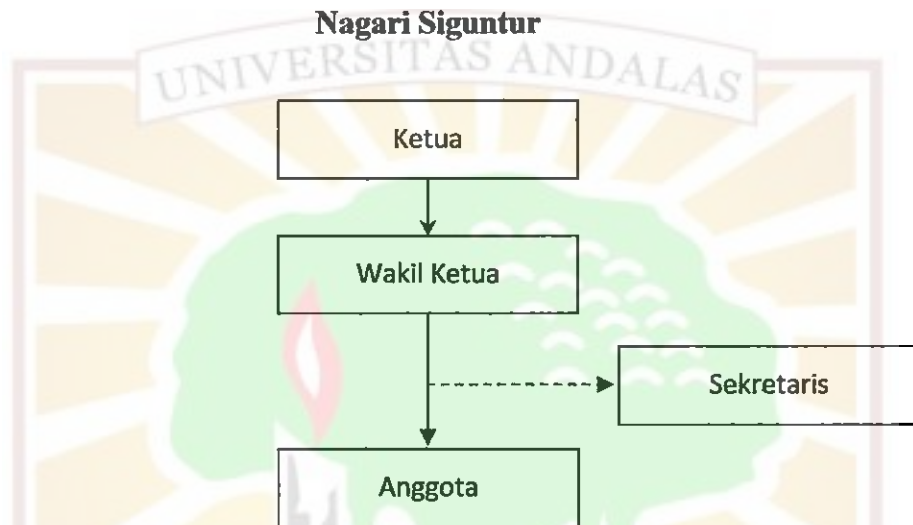 Nagari Siguntur
UNIVERSITAS ANDALAS
Ketua
Wakil Ketua
Sekretaris
Anggota